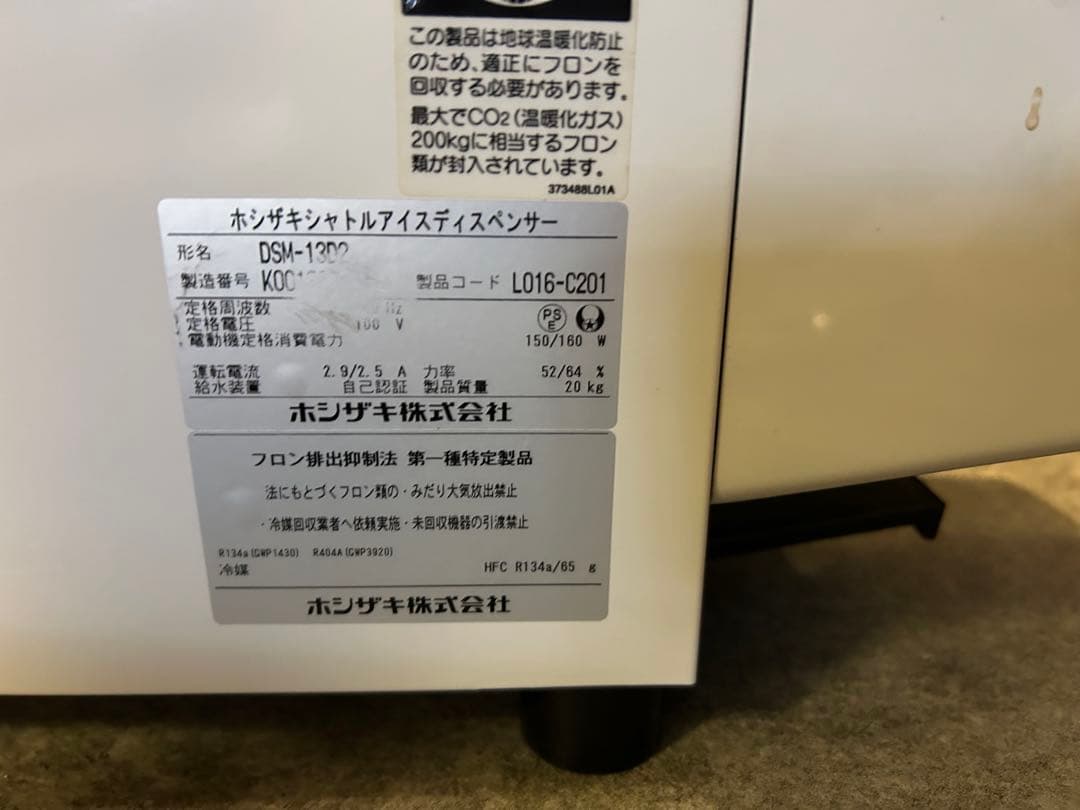 この製品は地球温暖化防止
のため、適正にフロンを
回収する必要があります。
最大でCO2(温暖化ガス)
200kgに相当するフロン
類が封入されています。
373488L01A
ホシザキシャトルアイスディスペンサー
形名 DSM-13D2
製造番号 K001 製品コード L016-C201
定格周波数 Hz
定格電圧 100 V PS E
電動機定格消費電力 150/160 W
運転電流 2.9/2.5 A 力率 52/64 %
給水装置 自己認証 製品質量 20 kg
ホシザキ株式会社
フロン排出抑制法 第一種特定製品
法にもとづくフロン類の・みだり大気放出禁止
・冷媒回収業者へ依頼実施・未回収機器の引渡禁止
R134a(GWP1430) R404A(GWP3920)
冷媒 HFC R134a/65 g
ホシザキ株式会社